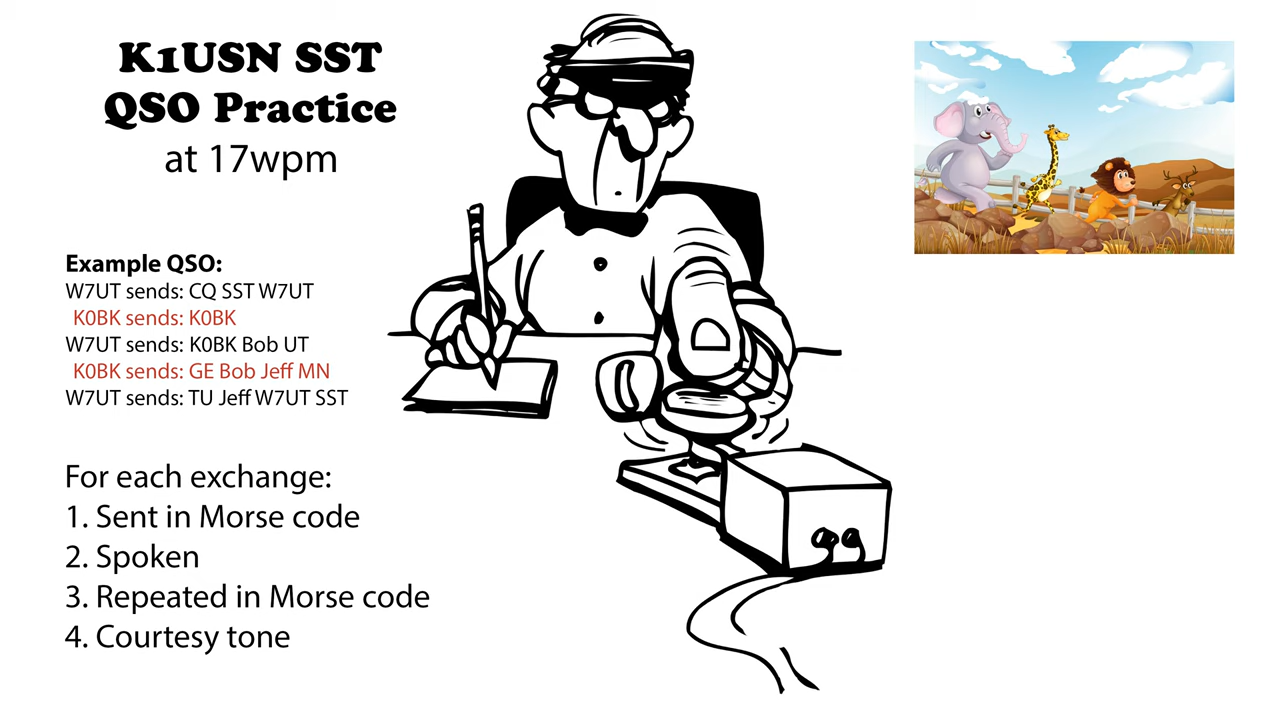 K1USN SST
QSO Practice
at 17wpm
Example QSO:
W7UT sends: CQ SST W7UT
K0BK sends: K0BK
W7UT sends: K0BK Bob UT
K0BK sends: GE Bob Jeff MN
W7UT sends: TU Jeff W7UT SST
For each exchange:
1. Sent in Morse code
2. Spoken
3. Repeated in Morse code
4. Courtesy tone